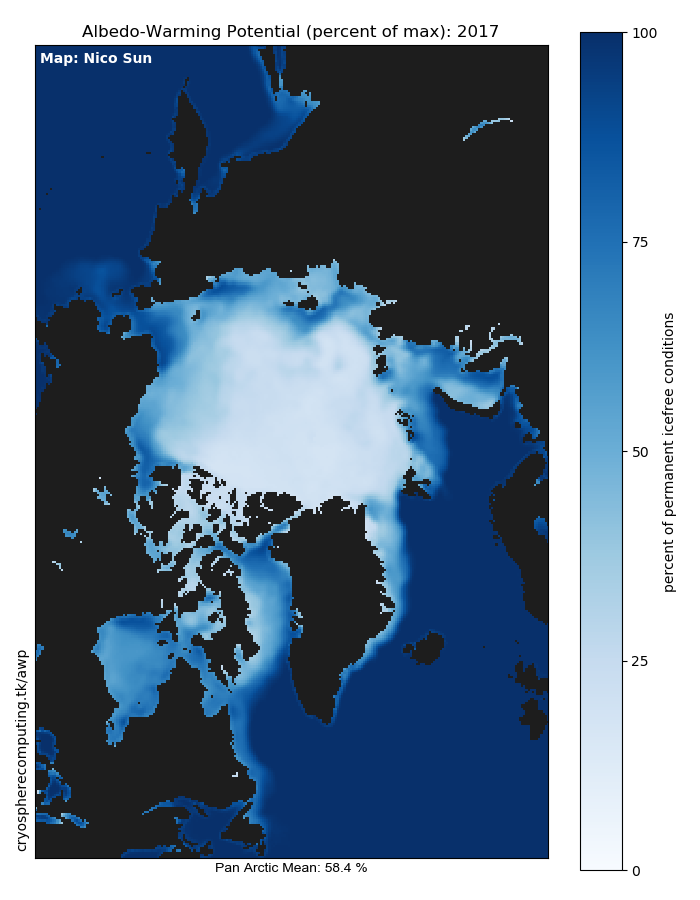 Albedo-Warming Potential (percent of max): 2017
Map: Nico Sun
100
75
50
25
0
percent of permanent icefree conditions
cryospherecomputing.tk/awp
Pan Arctic Mean: 58.4 %